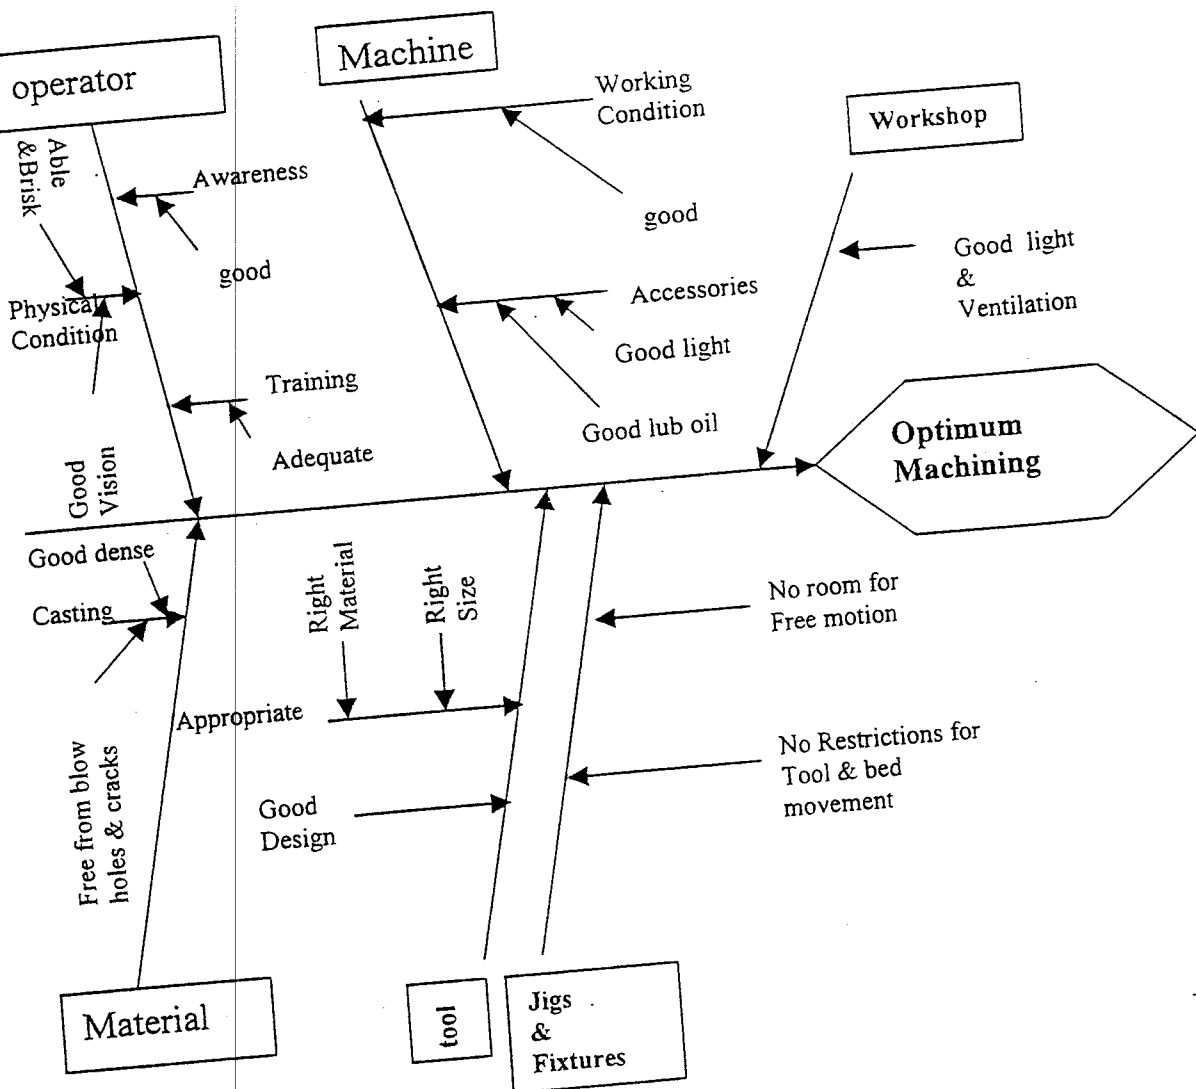 operator
Machine
Workshop
Able
&Brisk
Awareness
good
Physical
Condition
Training
Adequate
Good
Vision
Working
Condition
good
Accessories
Good light
Good lub oil
Good light
&
Ventilation
Optimum
Machining
Good dense
Casting
Free from blow
holes & cracks
Right
Material
Right
Size
Appropriate
Good
Design
No room for
Free motion
No Restrictions for
Tool & bed
movement
Material
tool
Jigs
&
Fixtures